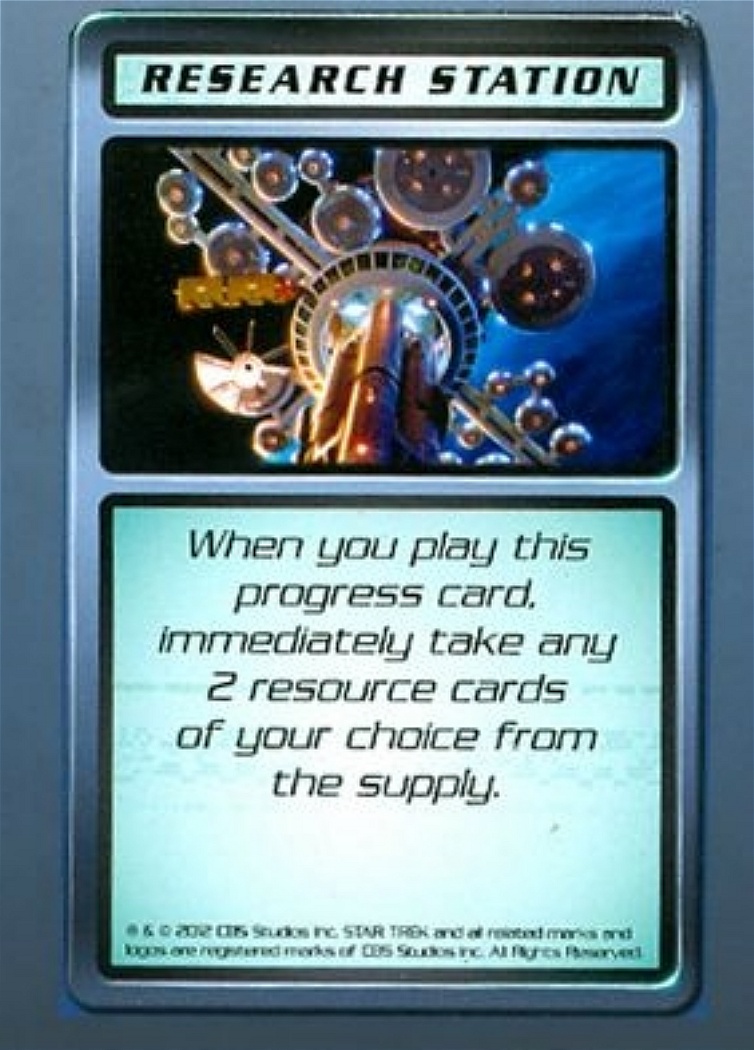 RESEARCH STATION
When you play this
progress card,
immediately take any
2 resource cards
of your choice from
the supply.
® & © 2012 CBS Studios Inc. STAR TREK and all related marks and
logos are registered marks of CBS Studios Inc. All Rights Reserved.